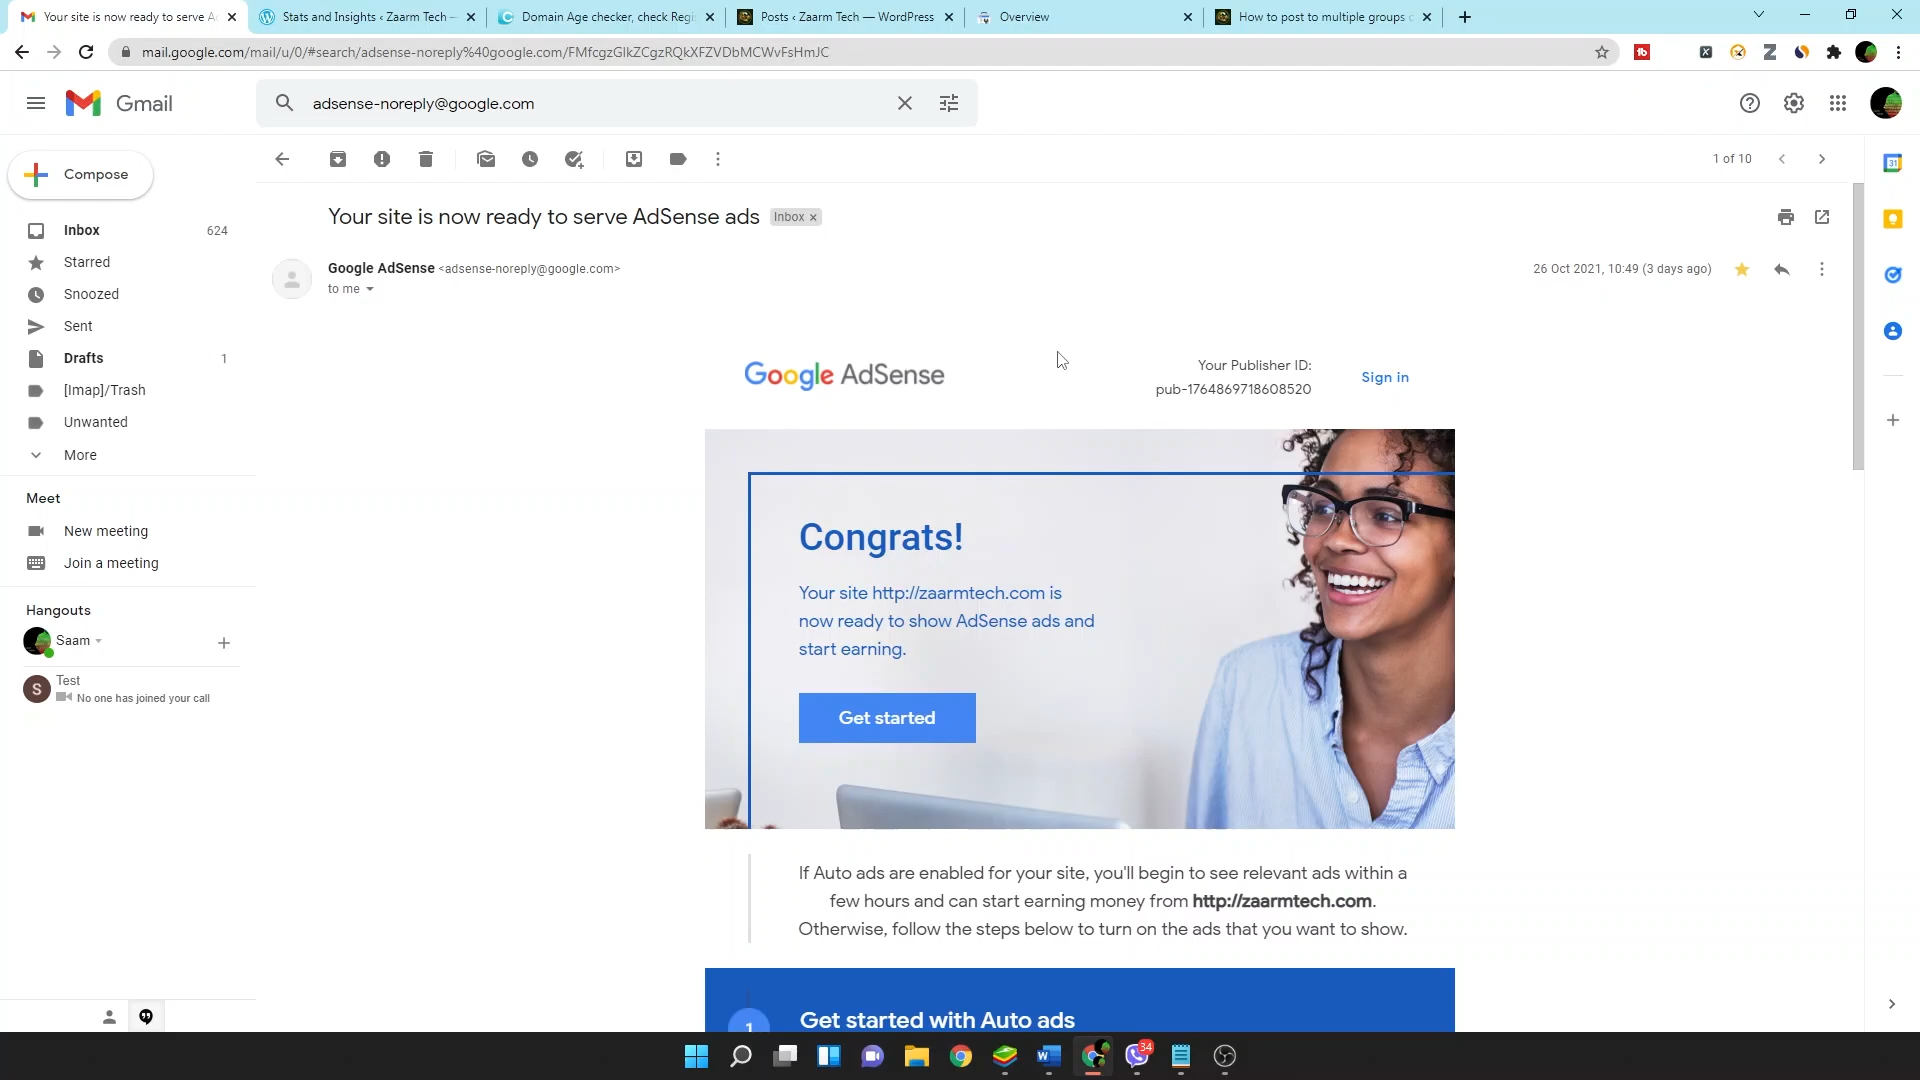 Your site is now ready to serve A
Stats and Insights ‹ Zaarm Tech —
Domain Age checker, check Regi
Posts ‹ Zaarm Tech — WordPress
Overview
How to post to multiple groups
mail.google.com/mail/u/0/#search/adsense-noreply%40google.com/FMfcgzGlkZCgzRQkXFZVDbMCWvFsHmJC
Gmail
adsense-noreply@google.com
Compose
1 of 10
Your site is now ready to serve AdSense ads
Inbox ×
Inbox 624
Starred
Snoozed
Sent
Drafts 1
[Imap]/Trash
Unwanted
More
Meet
New meeting
Join a meeting
Hangouts
Saam
S
Test
No one has joined your call
Google AdSense <adsense-noreply@google.com>
to me
26 Oct 2021, 10:49 (3 days ago)
Google AdSense
Your Publisher ID:
pub-1764869718608520
Sign in
Congrats!
Your site http://zaarmtech.com is
now ready to show AdSense ads and
start earning.
Get started
If Auto ads are enabled for your site, you'll begin to see relevant ads within a
few hours and can start earning money from http://zaarmtech.com.
Otherwise, follow the steps below to turn on the ads that you want to show.
1
Get started with Auto ads
31
34